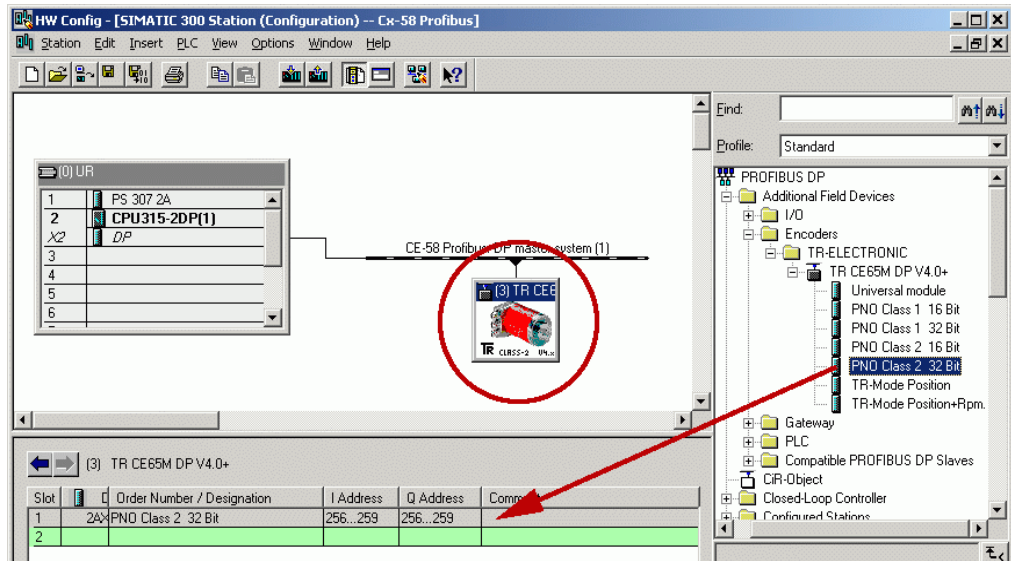 HW Config - [SIMATIC 300 Station (Configuration) -- Cx-58 Profibus]
Station Edit Insert PLC View Options Window Help
(0) UR
1 PS 307 2A
2 CPU315-2DP(1)
X2 DP
3
4
5
6
CE-58 Profibus: DP master system (1)
(3) TR CE6
TR CLASS-2 V4.x
Find:
Profile: Standard
PROFIBUS DP
Additional Field Devices
I/O
Encoders
TR-ELECTRONIC
TR CE65M DP V4.0+
Universal module
PNO Class 1 16 Bit
PNO Class 1 32 Bit
PNO Class 2 16 Bit
PNO Class 2 32 Bit
TR-Mode Position
TR-Mode Position+Rpm.
Gateway
PLC
Compatible PROFIBUS DP Slaves
CiR-Object
Closed-Loop Controller
Configured Stations
(3) TR CE65M DP V4.0+
Slot D Order Number / Designation I Address Q Address
1 2AX PNO Class 2 32 Bit 256...259 256...259
2